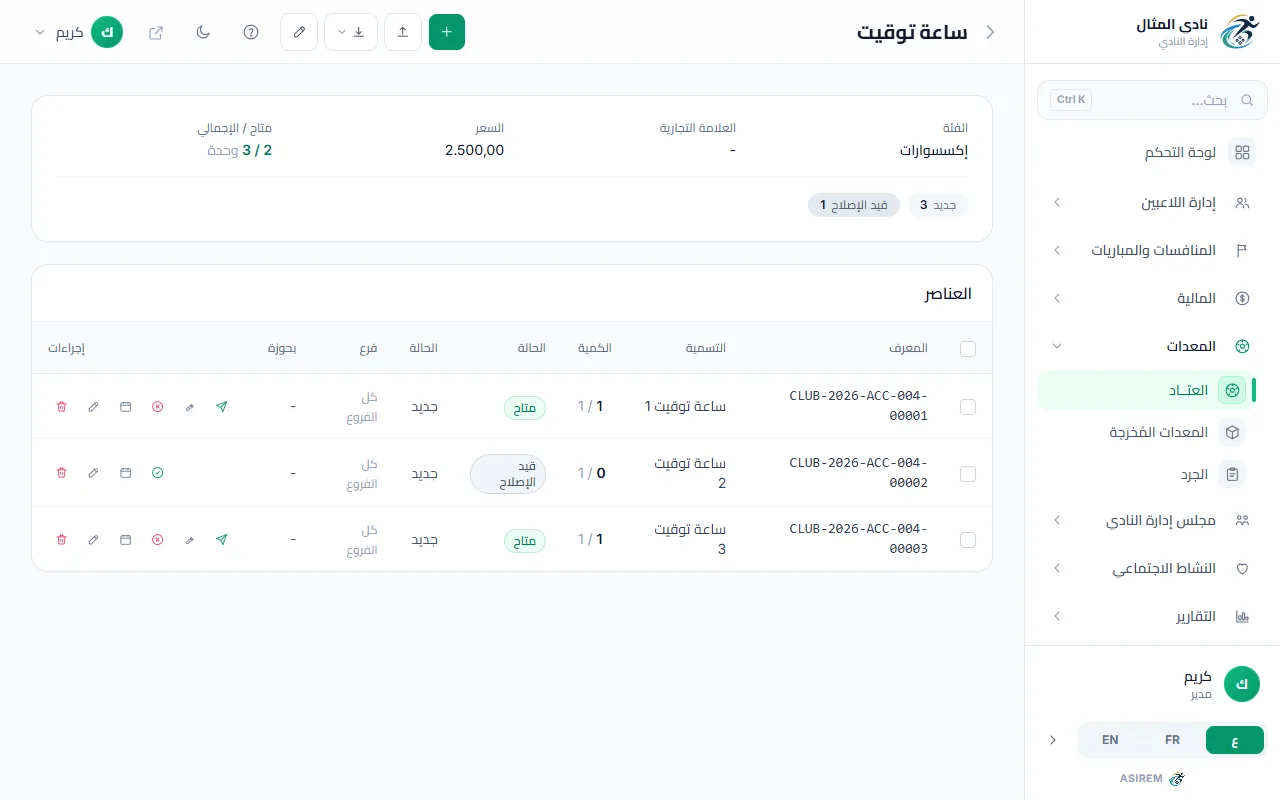 نادي المثال
إدارة النادي
بحث...
Ctrl K
لوحة التحكم
إدارة اللاعبين
المنافسات والمباريات
المالية
المعدات
العتــاد
المعدات المُخرجة
الجرد
مجلس إدارة النادي
النشاط الاجتماعي
التقارير
ك
كريم
مدير
ع FR EN
ASIREM
ساعة توقيت
ك كريم
الفئة العلامة التجارية السعر متاح / الإجمالي
إكسسوارات - 2.500,00 2 / 3 وحدة
جديد 3 قيد الإصلاح 1
العناصر
المعرف التسمية الكمية الحالة الحالة فرع بحوزة إجراءات
CLUB-2026-ACC-004-00001 ساعة توقيت 1 1 / 1 متاح جديد كل الفروع -
CLUB-2026-ACC-004-00002 ساعة توقيت 2 0 / 1 قيد الإصلاح جديد كل الفروع -
CLUB-2026-ACC-004-00003 ساعة توقيت 3 1 / 1 متاح جديد كل الفروع -